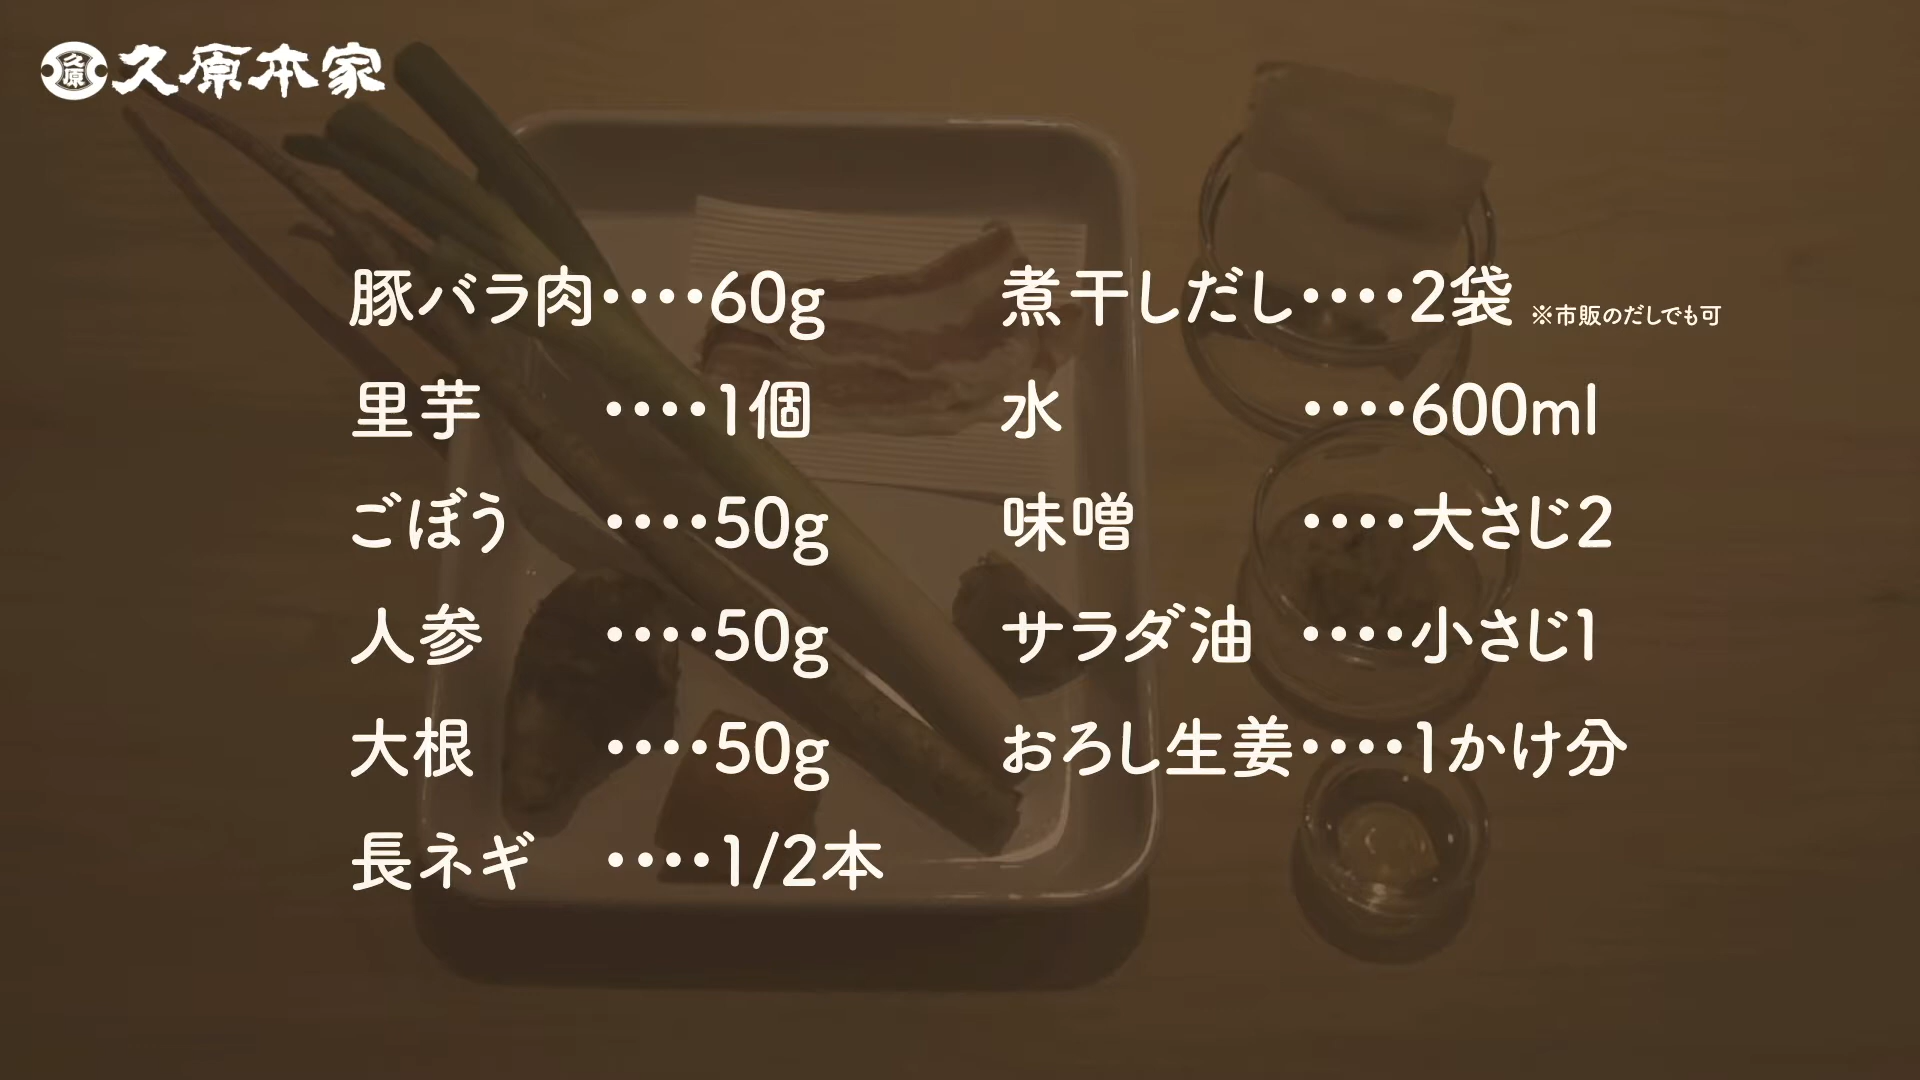 久原 久原本家
豚バラ肉････60g
里芋････1個
ごぼう････50g
人参････50g
大根････50g
長ネギ････1/2本
煮干しだし････2袋 ※市販のだしでも可
水････600ml
味噌････大さじ2
サラダ油････小さじ1
おろし生姜････1かけ分